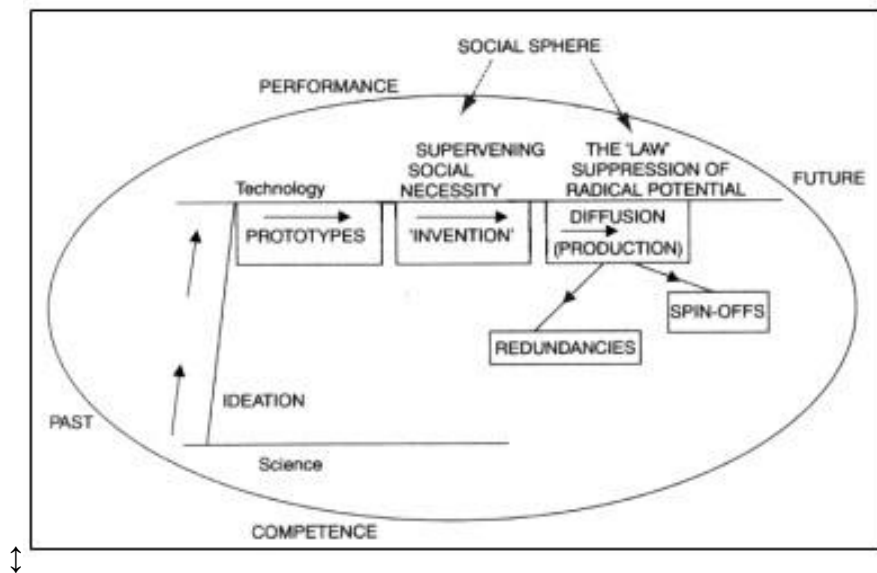 SOCIAL SPHERE
PERFORMANCE
SUPERVENING
SOCIAL
NECESSITY
THE 'LAW'
SUPPRESSION OF
RADICAL POTENTIAL
FUTURE
Technology
PROTOTYPES
'INVENTION'
DIFFUSION
(PRODUCTION)
SPIN-OFFS
REDUNDANCIES
IDEATION
PAST
Science
COMPETENCE